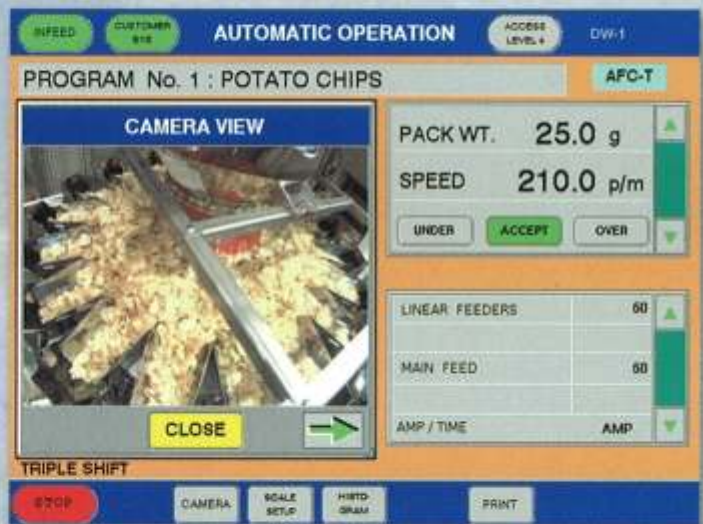 INFEED
CUSTOMER
AUTOMATIC OPERATION
ACCESS
LEVEL 4
DW-1
PROGRAM No. 1 : POTATO CHIPS
AFC-T
CAMERA VIEW
PACK WT. 25.0 g
SPEED 210.0 p/m
UNDER
ACCEPT
OVER
LINEAR FEEDERS 60
MAIN FEED 60
AMP / TIME AMP
CLOSE
TRIPLE SHIFT
STOP
CAMERA
SCALE
SETUP
HISTO
GRAM
PRINT